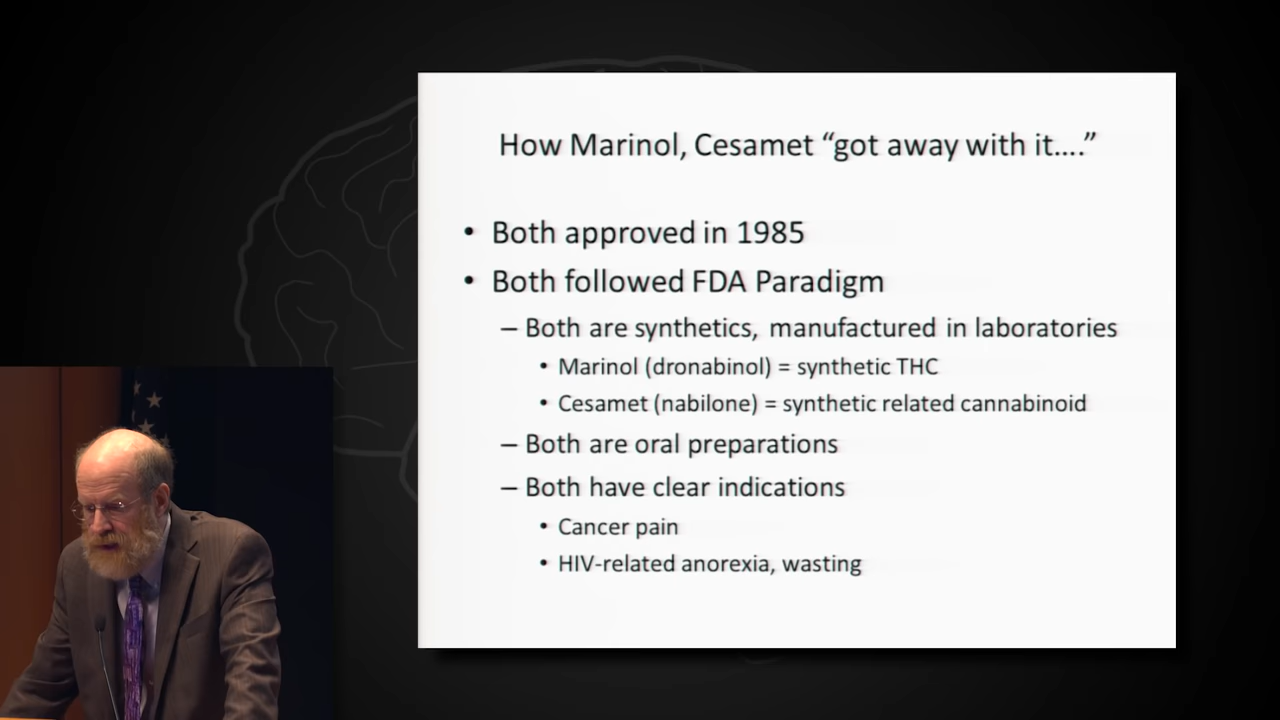 How Marinol, Cesamet “got away with it….”
• Both approved in 1985
• Both followed FDA Paradigm
– Both are synthetics, manufactured in laboratories
• Marinol (dronabinol) = synthetic THC
• Cesamet (nabilone) = synthetic related cannabinoid
– Both are oral preparations
– Both have clear indications
• Cancer pain
• HIV-related anorexia, wasting